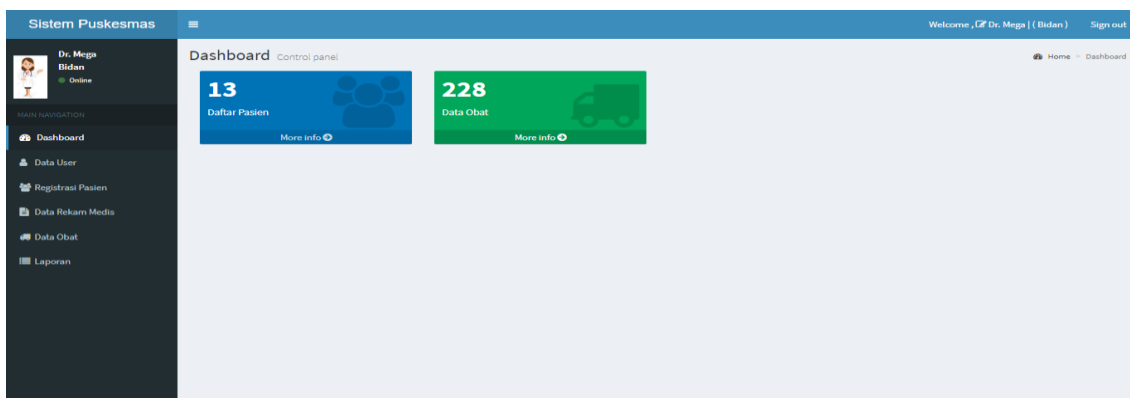 Sistem Puskesmas
Welcome , Dr. Mega | ( Bidan ) Sign out
Dr. Mega
Bidan
Online
MAIN NAVIGATION
Dashboard
Data User
Registrasi Pasien
Data Rekam Medis
Data Obat
Laporan
Dashboard Control panel
Home > Dashboard
13
Daftar Pasien
More info
228
Data Obat
More info